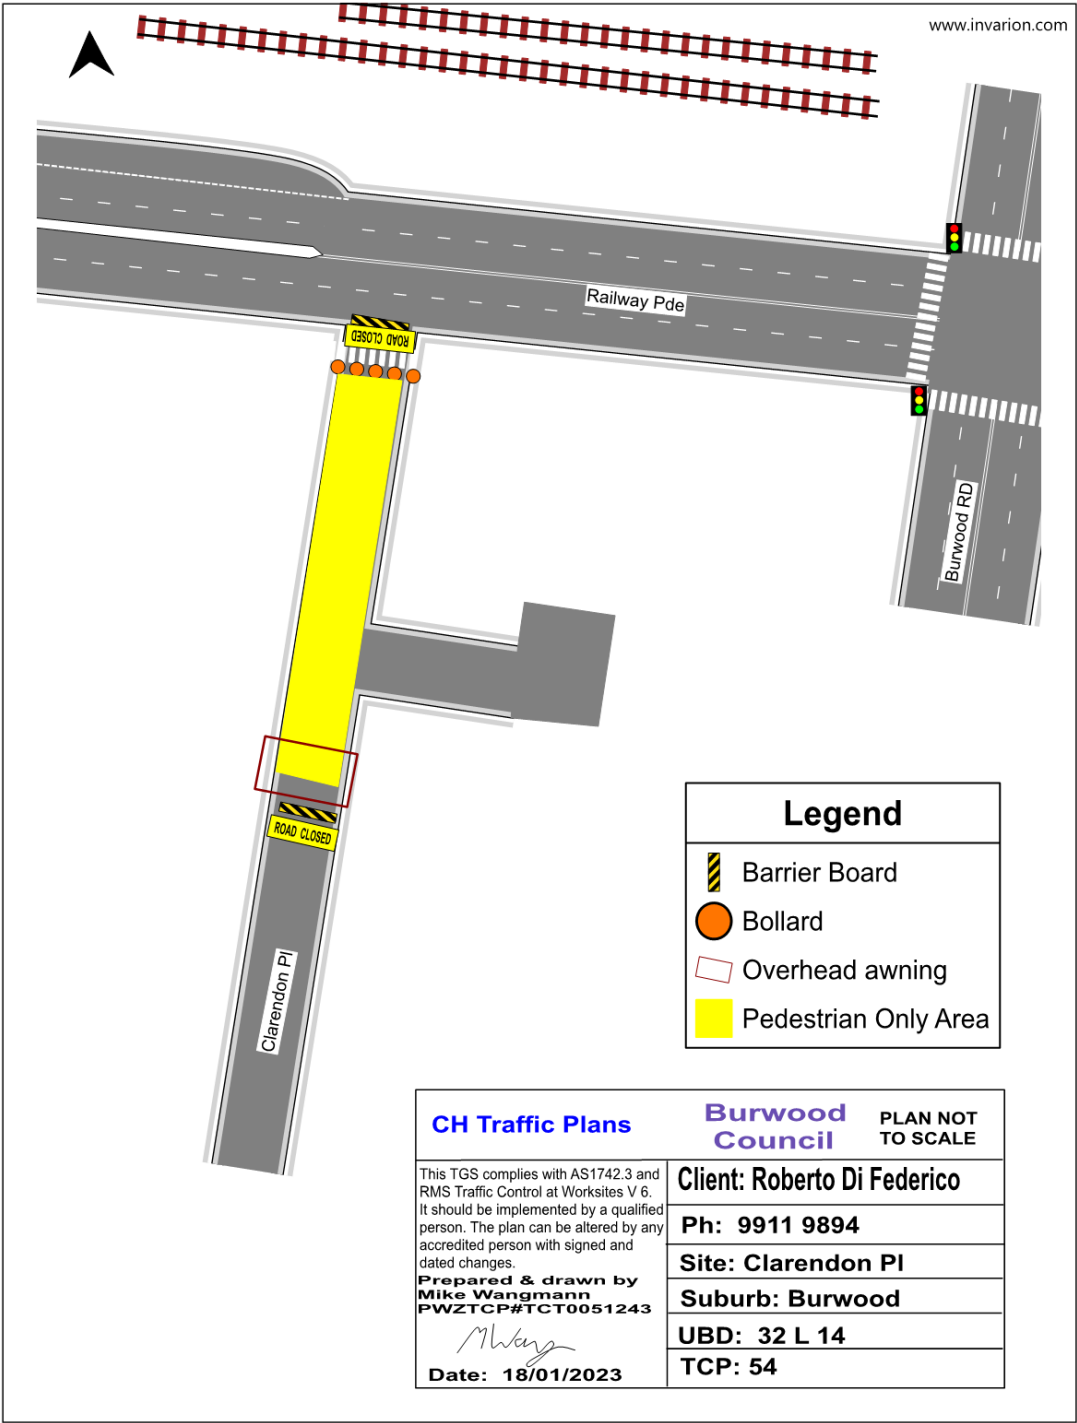 www.invarion.com
Railway Pde
ROAD CLOSED
Burwood RD
ROAD CLOSED
Clarendon Pl
Legend
Barrier Board
Bollard
Overhead awning
Pedestrian Only Area
CH Traffic Plans
Burwood
Council
PLAN NOT
TO SCALE
This TGS complies with AS1742.3 and
RMS Traffic Control at Worksites V 6.
It should be implemented by a qualified
person. The plan can be altered by any
accredited person with signed and
dated changes.
Prepared & drawn by
Mike Wangmann
PWZTCP#TCT0051243
Date: 18/01/2023
Client: Roberto Di Federico
Ph: 9911 9894
Site: Clarendon Pl
Suburb: Burwood
UBD: 32 L 14
TCP: 54